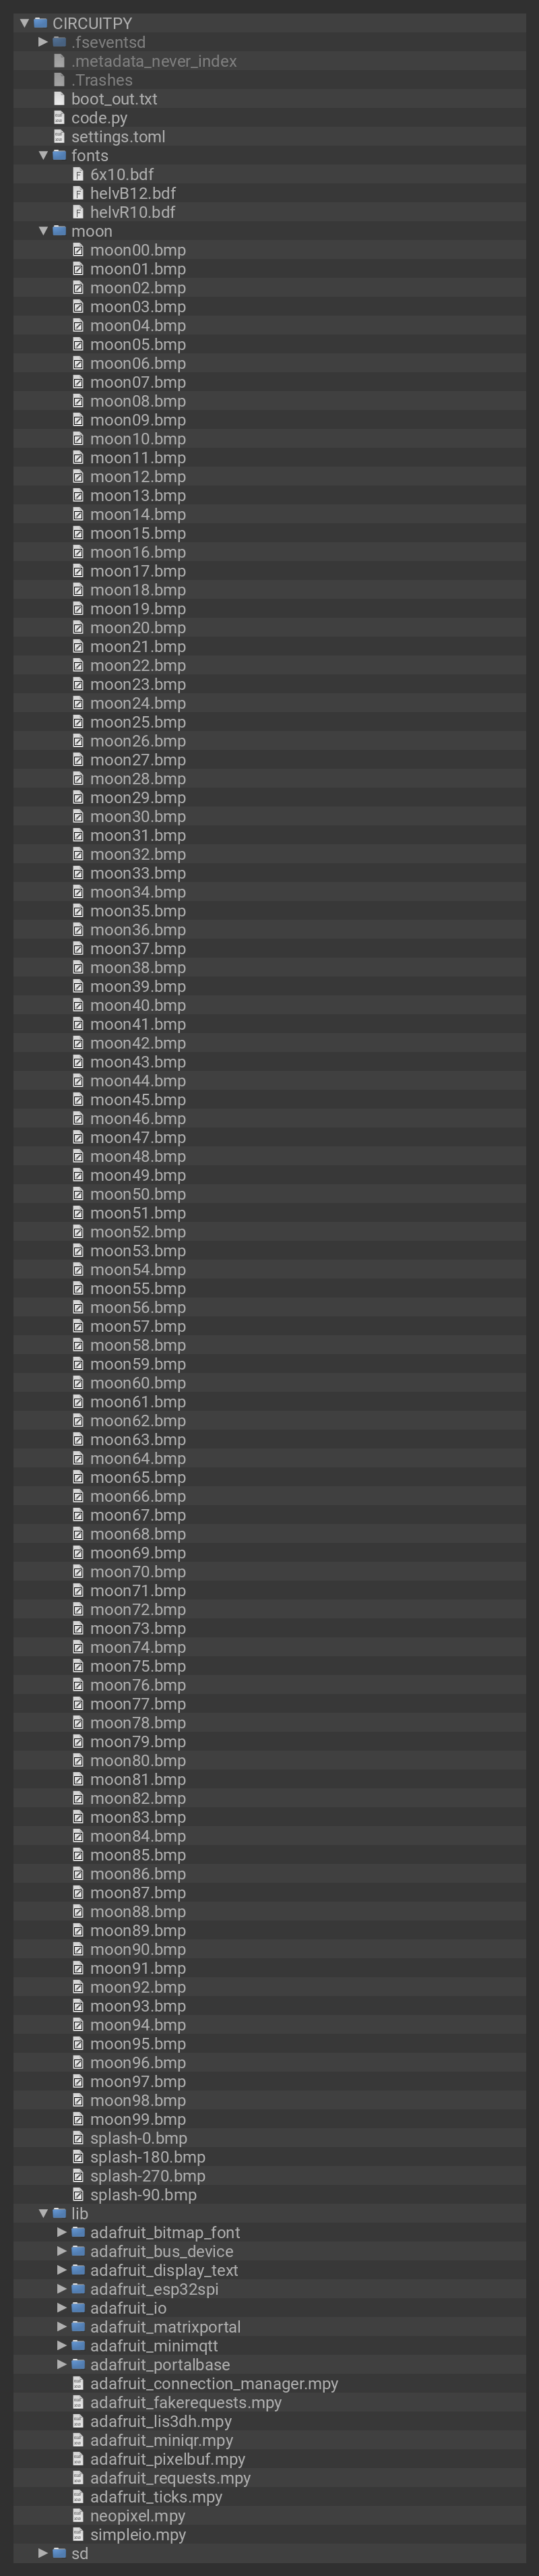 CIRCUITPY
.fseventsd
.metadata_never_index
.Trashes
boot_out.txt
code.py
settings.toml
fonts
6x10.bdf
helvB12.bdf
helvR10.bdf
moon
moon00.bmp
moon01.bmp
moon02.bmp
moon03.bmp
moon04.bmp
moon05.bmp
moon06.bmp
moon07.bmp
moon08.bmp
moon09.bmp
moon10.bmp
moon11.bmp
moon12.bmp
moon13.bmp
moon14.bmp
moon15.bmp
moon16.bmp
moon17.bmp
moon18.bmp
moon19.bmp
moon20.bmp
moon21.bmp
moon22.bmp
moon23.bmp
moon24.bmp
moon25.bmp
moon26.bmp
moon27.bmp
moon28.bmp
moon29.bmp
moon30.bmp
moon31.bmp
moon32.bmp
moon33.bmp
moon34.bmp
moon35.bmp
moon36.bmp
moon37.bmp
moon38.bmp
moon39.bmp
moon40.bmp
moon41.bmp
moon42.bmp
moon43.bmp
moon44.bmp
moon45.bmp
moon46.bmp
moon47.bmp
moon48.bmp
moon49.bmp
moon50.bmp
moon51.bmp
moon52.bmp
moon53.bmp
moon54.bmp
moon55.bmp
moon56.bmp
moon57.bmp
moon58.bmp
moon59.bmp
moon60.bmp
moon61.bmp
moon62.bmp
moon63.bmp
moon64.bmp
moon65.bmp
moon66.bmp
moon67.bmp
moon68.bmp
moon69.bmp
moon70.bmp
moon71.bmp
moon72.bmp
moon73.bmp
moon74.bmp
moon75.bmp
moon76.bmp
moon77.bmp
moon78.bmp
moon79.bmp
moon80.bmp
moon81.bmp
moon82.bmp
moon83.bmp
moon84.bmp
moon85.bmp
moon86.bmp
moon87.bmp
moon88.bmp
moon89.bmp
moon90.bmp
moon91.bmp
moon92.bmp
moon93.bmp
moon94.bmp
moon95.bmp
moon96.bmp
moon97.bmp
moon98.bmp
moon99.bmp
splash-0.bmp
splash-180.bmp
splash-270.bmp
splash-90.bmp
lib
adafruit_bitmap_font
adafruit_bus_device
adafruit_display_text
adafruit_esp32spi
adafruit_io
adafruit_matrixportal
adafruit_minimqtt
adafruit_portalbase
adafruit_connection_manager.mpy
adafruit_fakerequests.mpy
adafruit_lis3dh.mpy
adafruit_miniqr.mpy
adafruit_pixelbuf.mpy
adafruit_requests.mpy
adafruit_ticks.mpy
neopixel.mpy
simpleio.mpy
sd